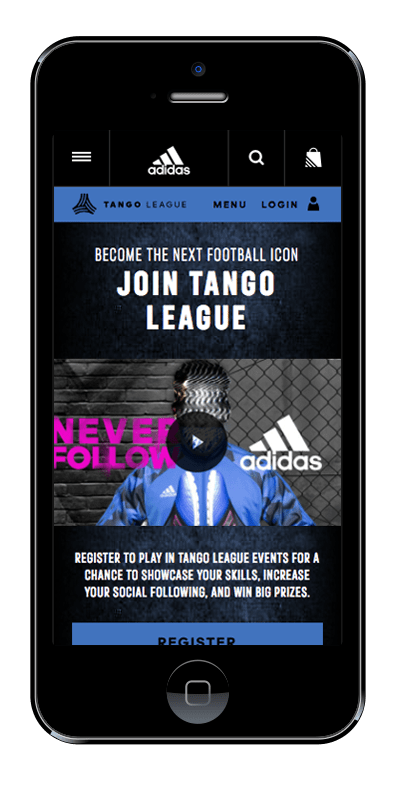 adidas
TANGO LEAGUE MENU LOGIN
BECOME THE NEXT FOOTBALL ICON
JOIN TANGO
LEAGUE
NEVER
FOLLOW
adidas
REGISTER TO PLAY IN TANGO LEAGUE EVENTS FOR A
CHANCE TO SHOWCASE YOUR SKILLS, INCREASE
YOUR SOCIAL FOLLOWING, AND WIN BIG PRIZES.
REGISTER